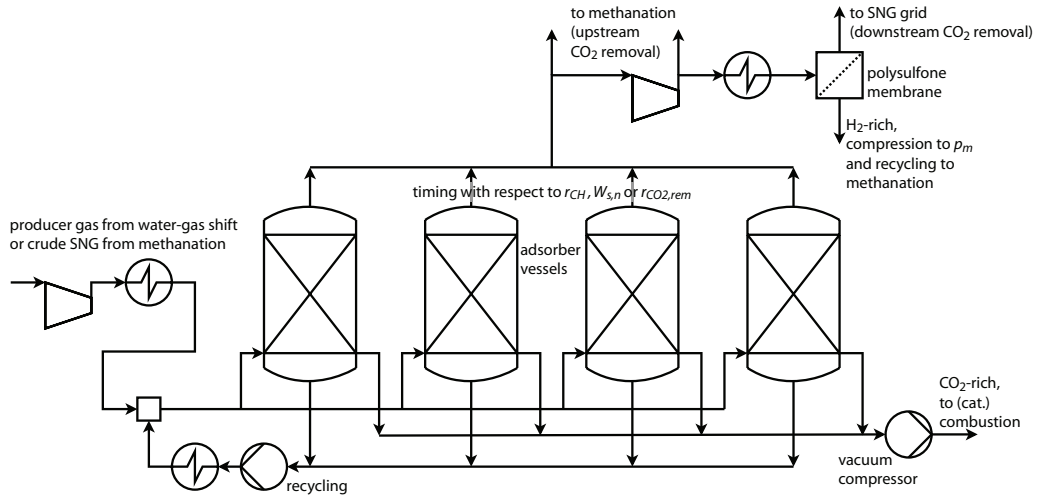 to methanation
(upstream
CO2 removal)
to SNG grid
(downstream CO2 removal)
polysulfone
membrane
H2-rich,
compression to pm
and recycling to
methanation
timing with respect to rCH, Ws,n or rCO2,rem
producer gas from water-gas shift
or crude SNG from methanation
adsorber
vessels
CO2-rich,
to (cat.)
combustion
vacuum
compressor
recycling